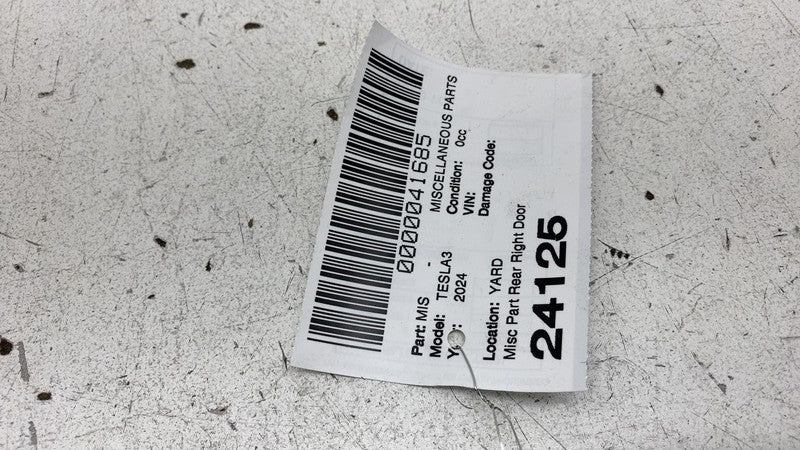 0000041685
Part: MIS - MISCELLANEOUS PARTS
Model: TESLA3 Condition: 0cc
2024 VIN:
Damage Code:
Location: YARD
Misc Part Rear Right Door
24125